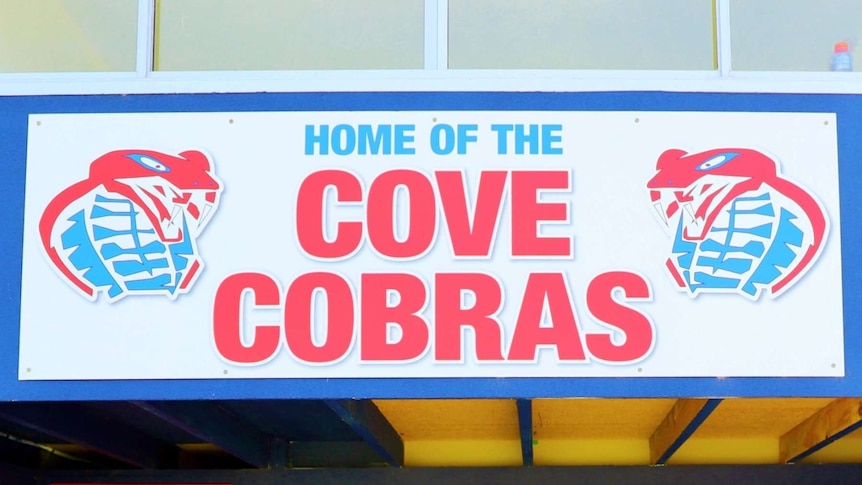 HOME OF THE
COVE
COBRAS